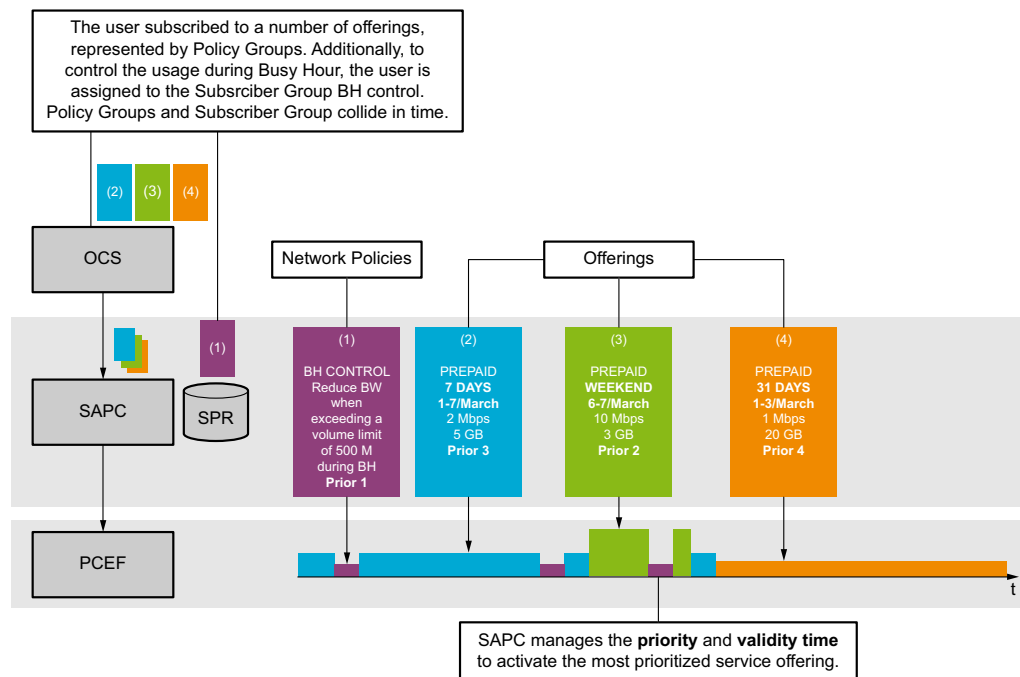 The user subscribed to a number of offerings,
represented by Policy Groups. Additionally, to
control the usage during Busy Hour, the user is
assigned to the Subsrciber Group BH control.
Policy Groups and Subscriber Group collide in time.
(2)
(3)
(4)
OCS
Network Policies
Offerings
(1)
SAPC
SPR
(1)
BH CONTROL
Reduce BW
when
exceeding a
volume limit
of 500 M
during BH
Prior 1
(2)
PREPAID
7 DAYS
1-7/March
2 Mbps
5 GB
Prior 3
(3)
PREPAID
WEEKEND
6-7/March
10 Mbps
3 GB
Prior 2
(4)
PREPAID
31 DAYS
1-3/March
1 Mbps
20 GB
Prior 4
PCEF
t
SAPC manages the priority and validity time
to activate the most prioritized service offering.